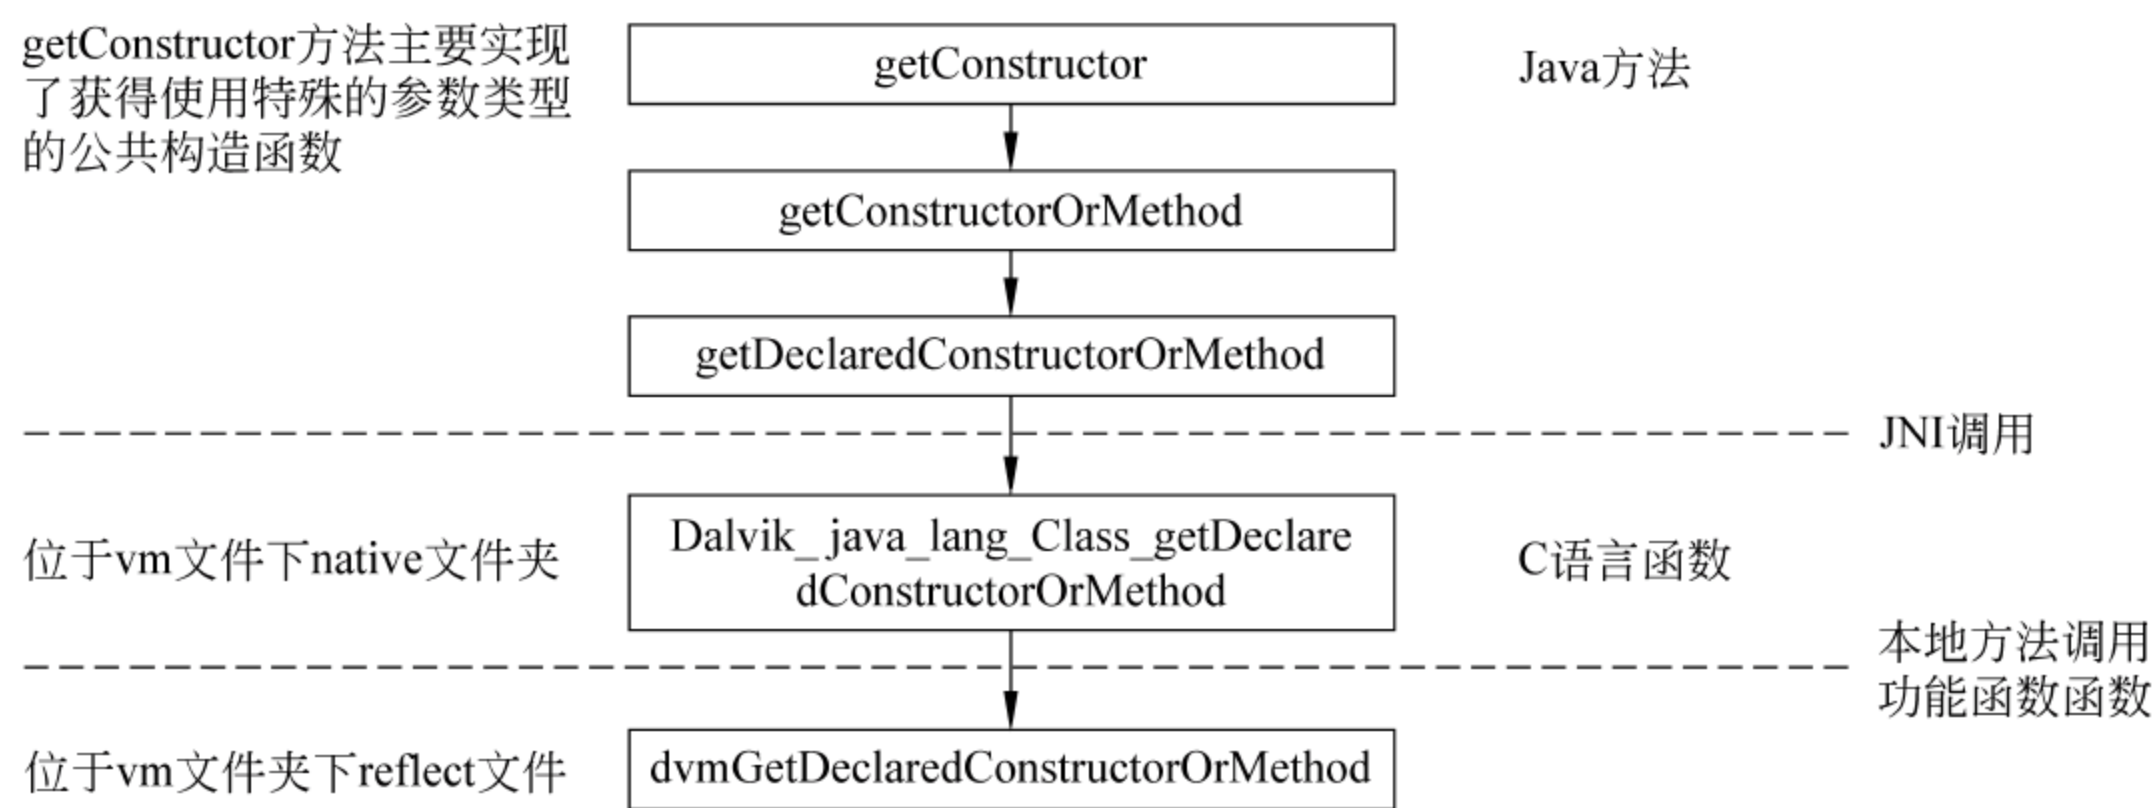 getConstructor方法主要实现
了获得使用特殊的参数类型
的公共构造函数
getConstructor
Java方法
getConstructorOrMethod
getDeclaredConstructorOrMethod
JNI调用
位于vm文件下native文件夹
Dalvik_java_lang_Class_getDeclare
dConstructorOrMethod
C语言函数
本地方法调用
功能函数函数
位于vm文件夹下reflect文件
dvmGetDeclaredConstructorOrMethod